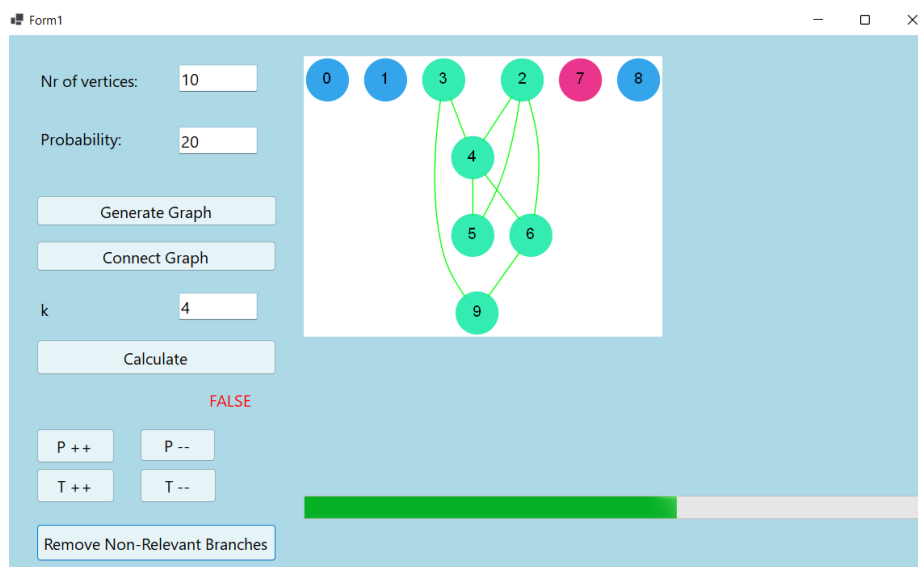 Form1
Nr of vertices: 10
Probability: 20
Generate Graph
Connect Graph
k 4
Calculate
FALSE
P ++ P --
T ++ T --
Remove Non-Relevant Branches
0 1 3 2 7 8
4
5 6
9